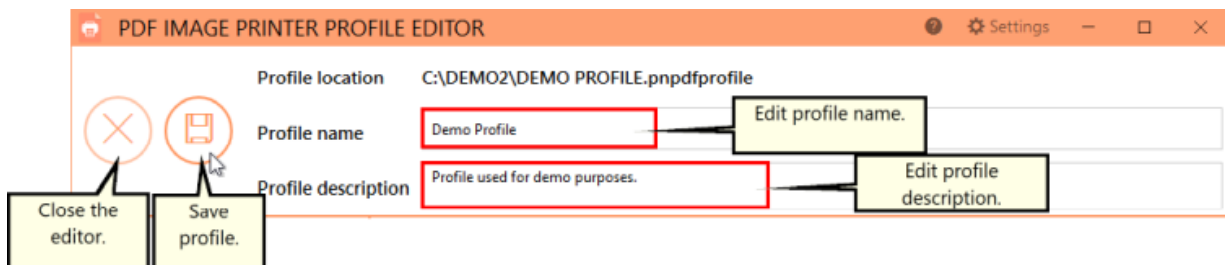 PDF IMAGE PRINTER PROFILE EDITOR
? Settings
Profile location C:\DEMO2\DEMO PROFILE.pnpdfprofile
Profile name Demo Profile
Edit profile name.
Profile description Profile used for demo purposes.
Edit profile
description.
Close the
editor.
Save
profile.